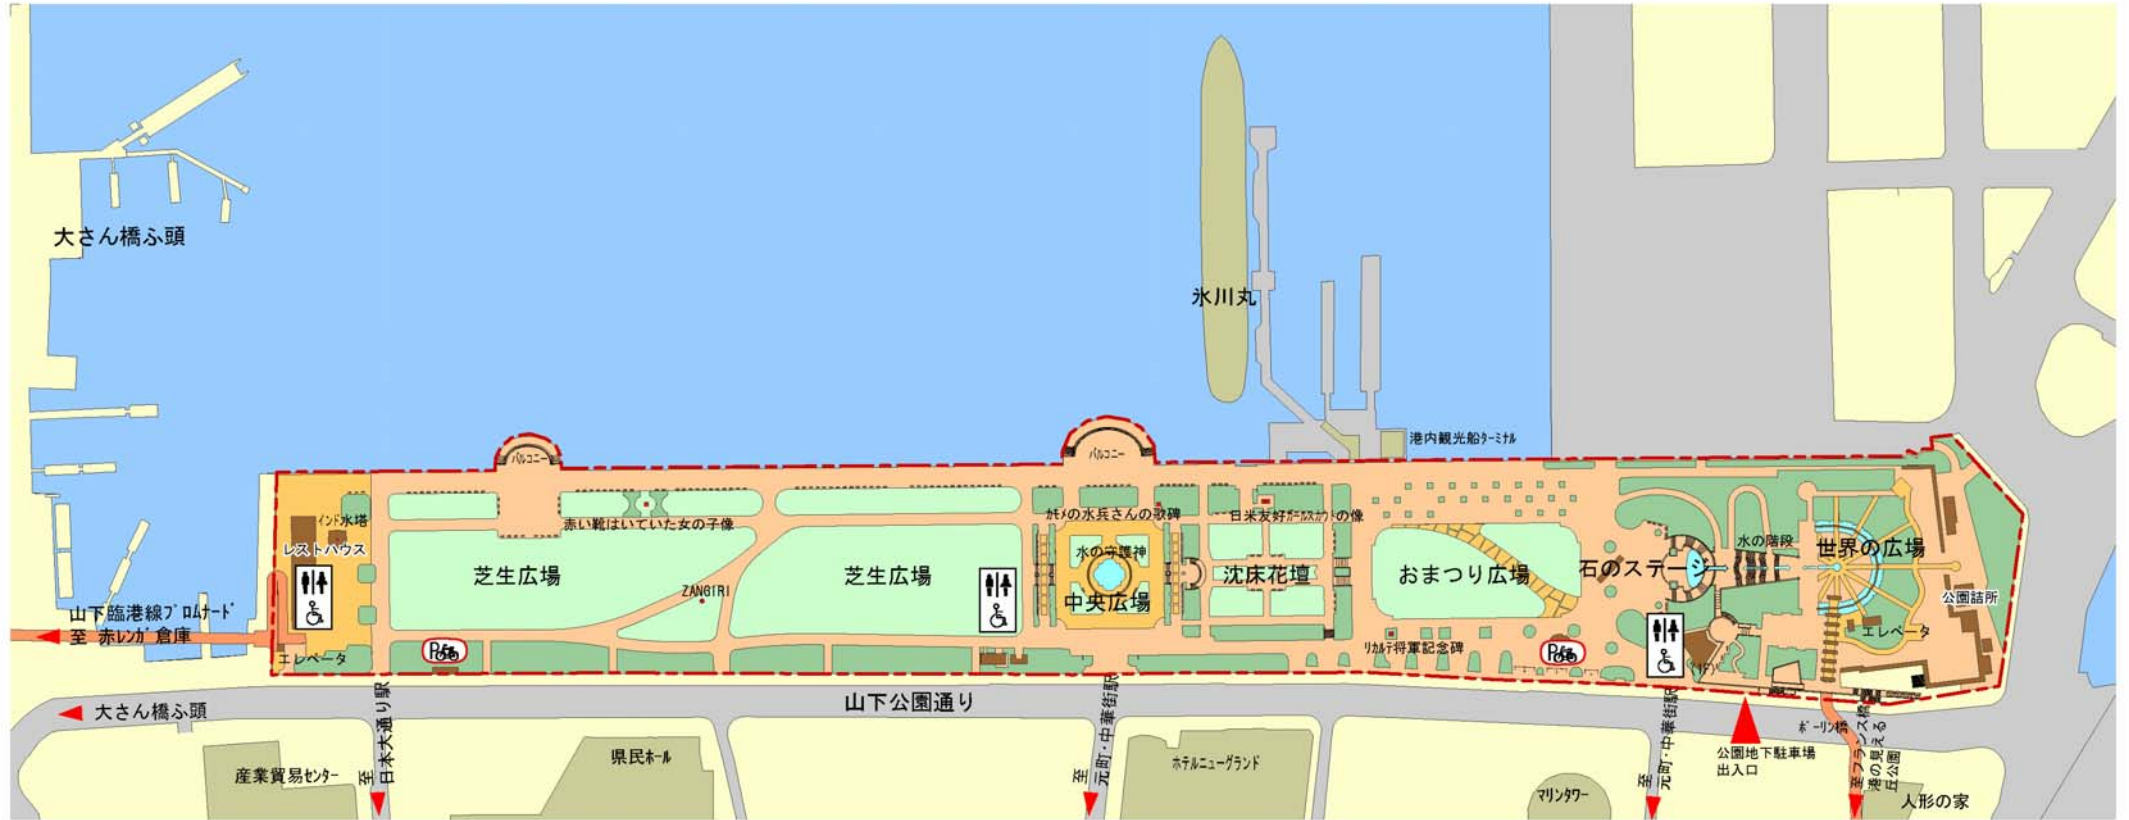 大さん橋ふ頭
氷川丸
港内観光船ﾀｰﾐﾅﾙ
ﾊﾞﾙｺﾆｰ
ﾊﾞﾙｺﾆｰ
ｲﾝﾄﾞ水塔
レストハウス
赤い靴はいていた女の子像
ｶﾓﾒの水兵さんの歌碑
日米友好ｶﾞｰﾙｽｶｳﾄの像
水の守護神
水の階段
世界の広場
芝生広場
芝生広場
中央広場
沈床花壇
おまつり広場
石のステージ
ZANGIRI
公園詰所
山下臨港線ﾌﾟﾛﾑﾅｰﾄﾞ
至 赤ﾚﾝｶﾞ倉庫
エレベータ
P
リカルテ将軍記念碑
P
エレベータ
大さん橋ふ頭
山下公園通り
至 日本大通り駅
至 元町・中華街駅
至 元町・中華街駅
ﾎﾟｰﾘﾝ橋
公園地下駐車場
出入口
至フランス橋
港の見える
丘公園
産業貿易ｾﾝﾀｰ
県民ﾎｰﾙ
ﾎﾃﾙﾆｭｰｸﾞﾗﾝﾄﾞ
ﾏﾘﾝﾀﾜｰ
人形の家